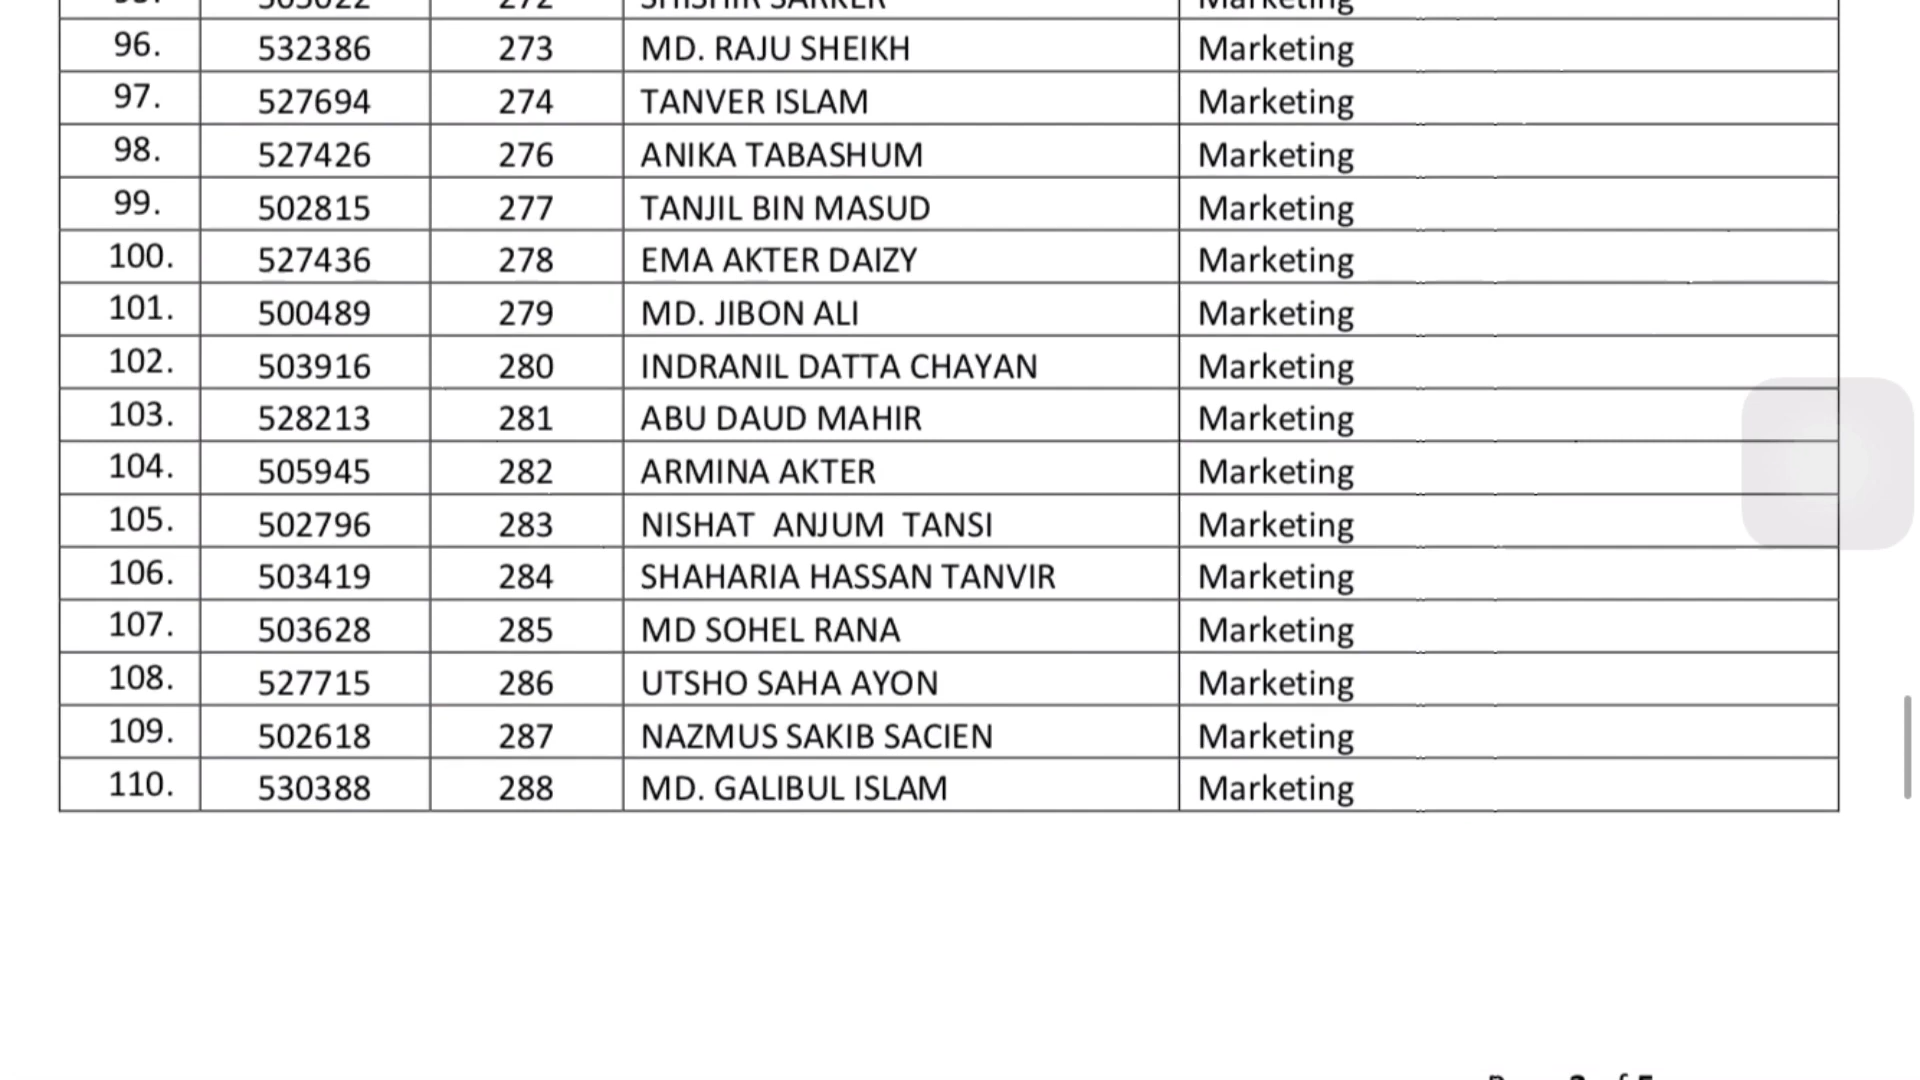 96. 532386 273 MD. RAJU SHEIKH Marketing
97. 527694 274 TANVER ISLAM Marketing
98. 527426 276 ANIKA TABASHUM Marketing
99. 502815 277 TANJIL BIN MASUD Marketing
100. 527436 278 EMA AKTER DAIZY Marketing
101. 500489 279 MD. JIBON ALI Marketing
102. 503916 280 INDRANIL DATTA CHAYAN Marketing
103. 528213 281 ABU DAUD MAHIR Marketing
104. 505945 282 ARMINA AKTER Marketing
105. 502796 283 NISHAT ANJUM TANSI Marketing
106. 503419 284 SHAHARIA HASSAN TANVIR Marketing
107. 503628 285 MD SOHEL RANA Marketing
108. 527715 286 UTSHO SAHA AYON Marketing
109. 502618 287 NAZMUS SAKIB SACIEN Marketing
110. 530388 288 MD. GALIBUL ISLAM Marketing